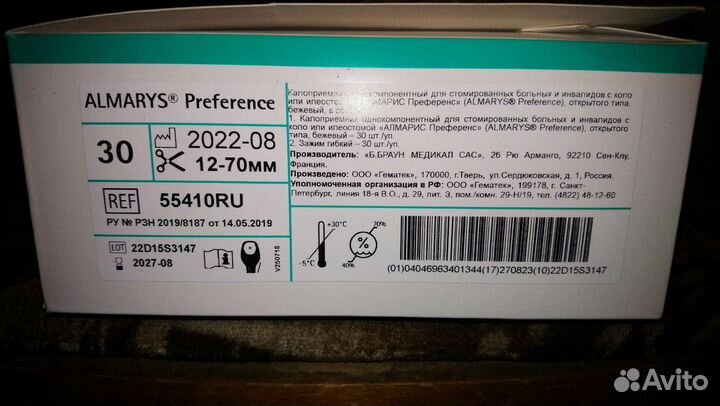 ALMARYS® Preference
30
2022-08
12-70мм
REF 55410RU
РУ № РЗН 2019/8187 от 14.05.2019
LOT 22D15S3147
2027-08
V250718
Калоприемник однокомпонентный для стомированных больных и инвалидов с коло
или илеостомой «АЛМАРИС Преференс» (ALMARYS® Preference), открытого типа,
бежевый, в
1. Калоприемник однокомпонентный для стомированных больных и инвалидов с
коло или илеостомой «АЛМАРИС Преференс» (ALMARYS® Preference), открытого
типа, бежевый – 30 шт./уп.
2. Зажим гибкий – 30 шт./уп.
Производитель: «Б.БРАУН МЕДИКАЛ САС», 26 Рю Арманго, 92210 Сен-Клу,
Франция.
Произведено: ООО «Гематек», 170000, г.Тверь, ул.Сердюковская, д.1, Россия.
Уполномоченная организация в РФ: ООО «Гематек», 199178, г. Санкт-
Петербург, линия 18-я В.О., д. 29, лит. З, пом./комн. 29-Н/19, тел. (4822) 48-12-60
+30°C
-5°C
70%
%
40%
(01)04046963401344(17)270823(10)22D15S3147
Avito